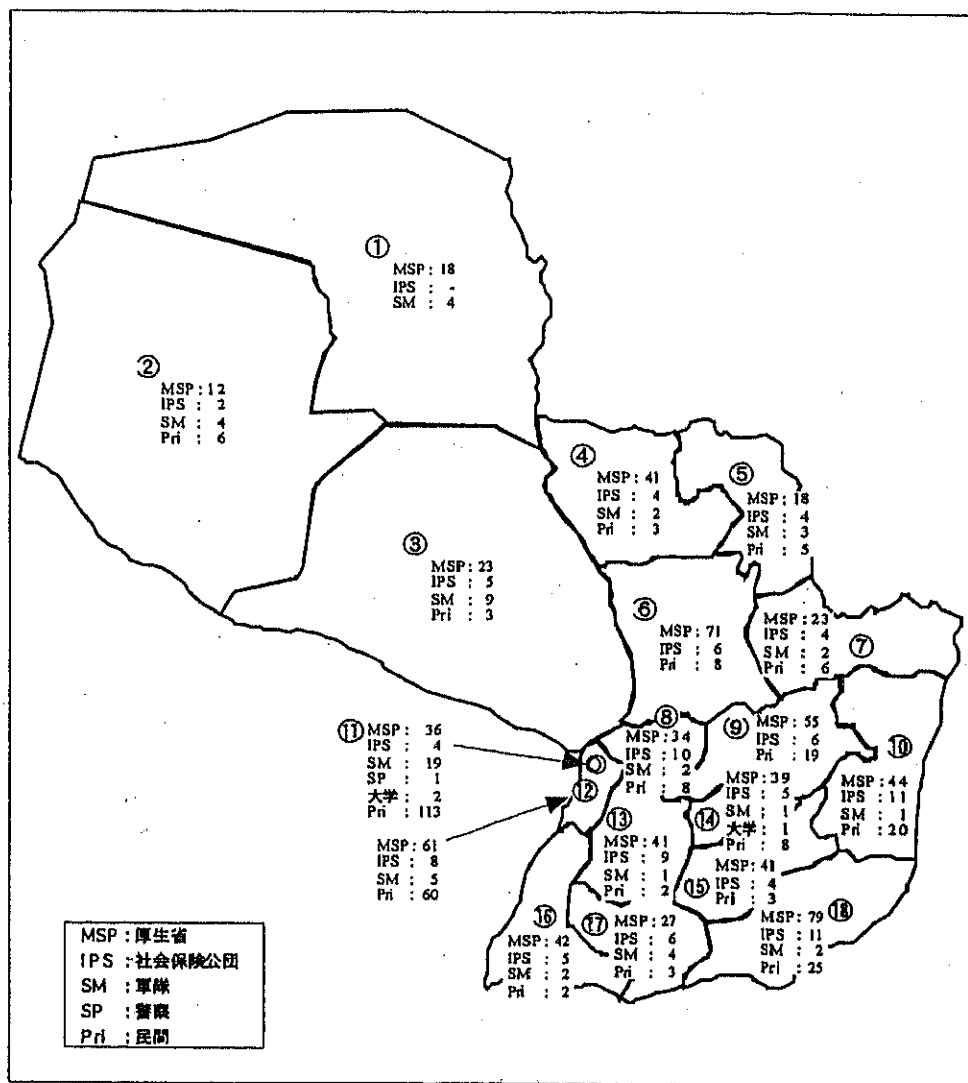 ①
MSP : 18
IPS : -
SM : 4
②
MSP : 12
IPS : 2
SM : 4
Pri : 6
③
MSP : 23
IPS : 5
SM : 9
Pri : 3
④
MSP : 41
IPS : 4
SM : 2
Pri : 3
⑤
MSP : 18
IPS : 4
SM : 3
Pri : 5
⑥
MSP : 71
IPS : 6
Pri : 8
⑦
MSP : 23
IPS : 4
SM : 2
Pri : 6
⑧
MSP : 34
IPS : 10
SM : 2
Pri : 8
⑨
MSP : 55
IPS : 6
Pri : 19
⑩
MSP : 44
IPS : 11
SM : 1
Pri : 20
⑪
MSP : 36
IPS : 4
SM : 19
SP : 1
大学 : 2
Pri : 113
⑫
MSP : 61
IPS : 8
SM : 5
Pri : 60
⑬
MSP : 41
IPS : 9
SM : 1
Pri : 2
⑭
MSP : 39
IPS : 5
SM : 1
大学 : 1
Pri : 8
⑮
MSP : 41
IPS : 4
Pri : 3
⑯
MSP : 42
IPS : 5
SM : 2
Pri : 2
⑰
MSP : 27
IPS : 6
SM : 4
Pri : 3
⑱
MSP : 79
IPS : 11
SM : 2
Pri : 25
MSP : 厚生省
IPS : 社会保険公団
SM : 軍隊
SP : 警察
Pri : 民間